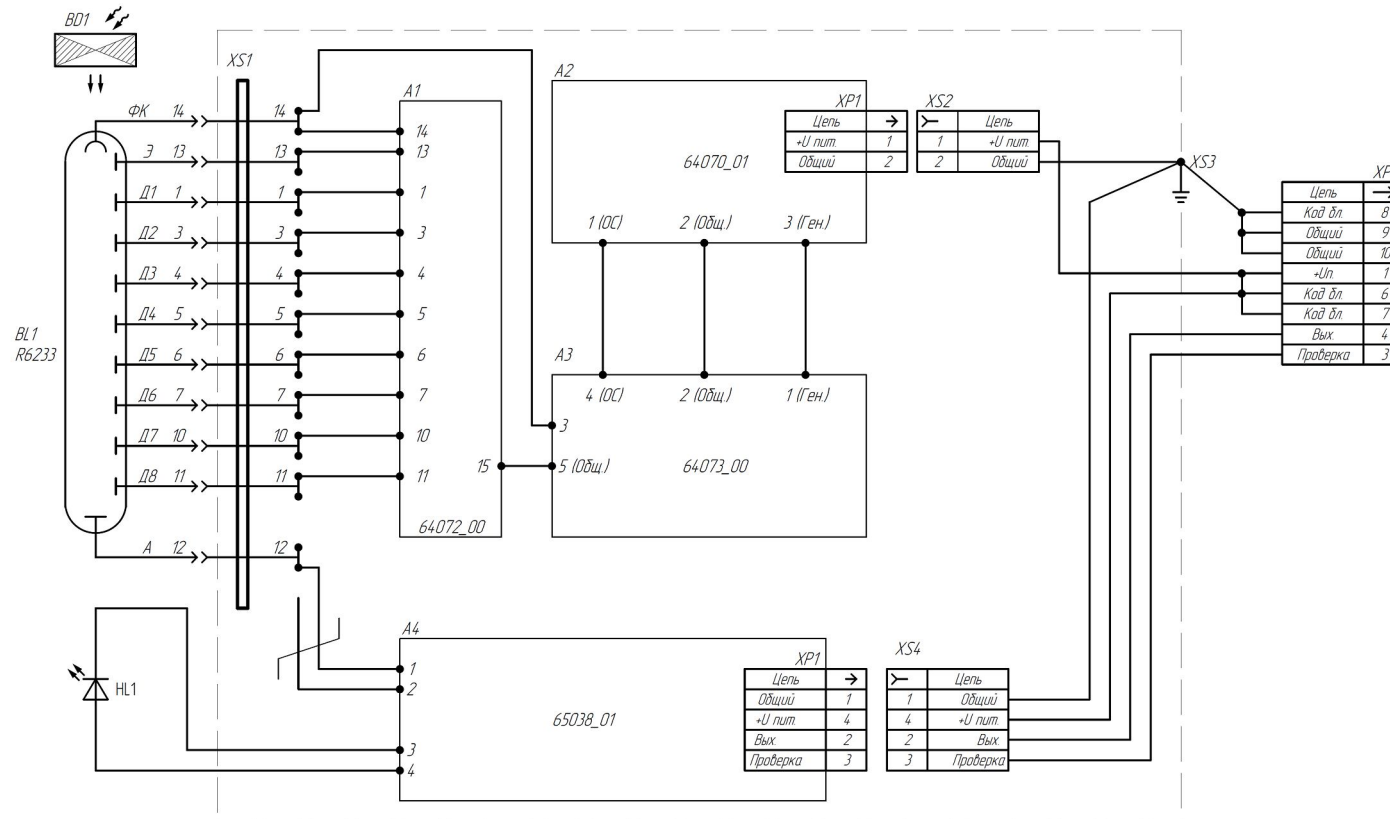 BD1
XS1
ФК 14 14
Э 13 13
Д1 1 1
Д2 3 3
Д3 4 4
Д4 5 5
Д5 6 6
Д6 7 7
Д7 10 10
Д8 11 11
А 12 12
BL1
R6233
HL1
A1
14
13
1
3
4
5
6
7
10
11
15
64072_00
A2
64070_01
1 (ОС) 2 (Общ.) 3 (Ген.)
XP1
Цепь →
+U пит. 1
Общий 2
XS2
Цепь
1 +U пит.
2 Общий
A3
4 (ОС) 2 (Общ.) 1 (Ген.)
3
5 (Общ.)
64073_00
A4
1
2
3
4
65038_01
XP1
Цепь →
Общий 1
+U пит. 4
Вых. 2
Проверка 3
XS4
Цепь
1 Общий
4 +U пит.
2 Вых.
3 Проверка
XS3
XP
Цепь
Код бл. 8
Общий 9
Общий 10
+Uп. 1
Код бл. 6
Код бл. 7
Вых. 4
Проверка 3